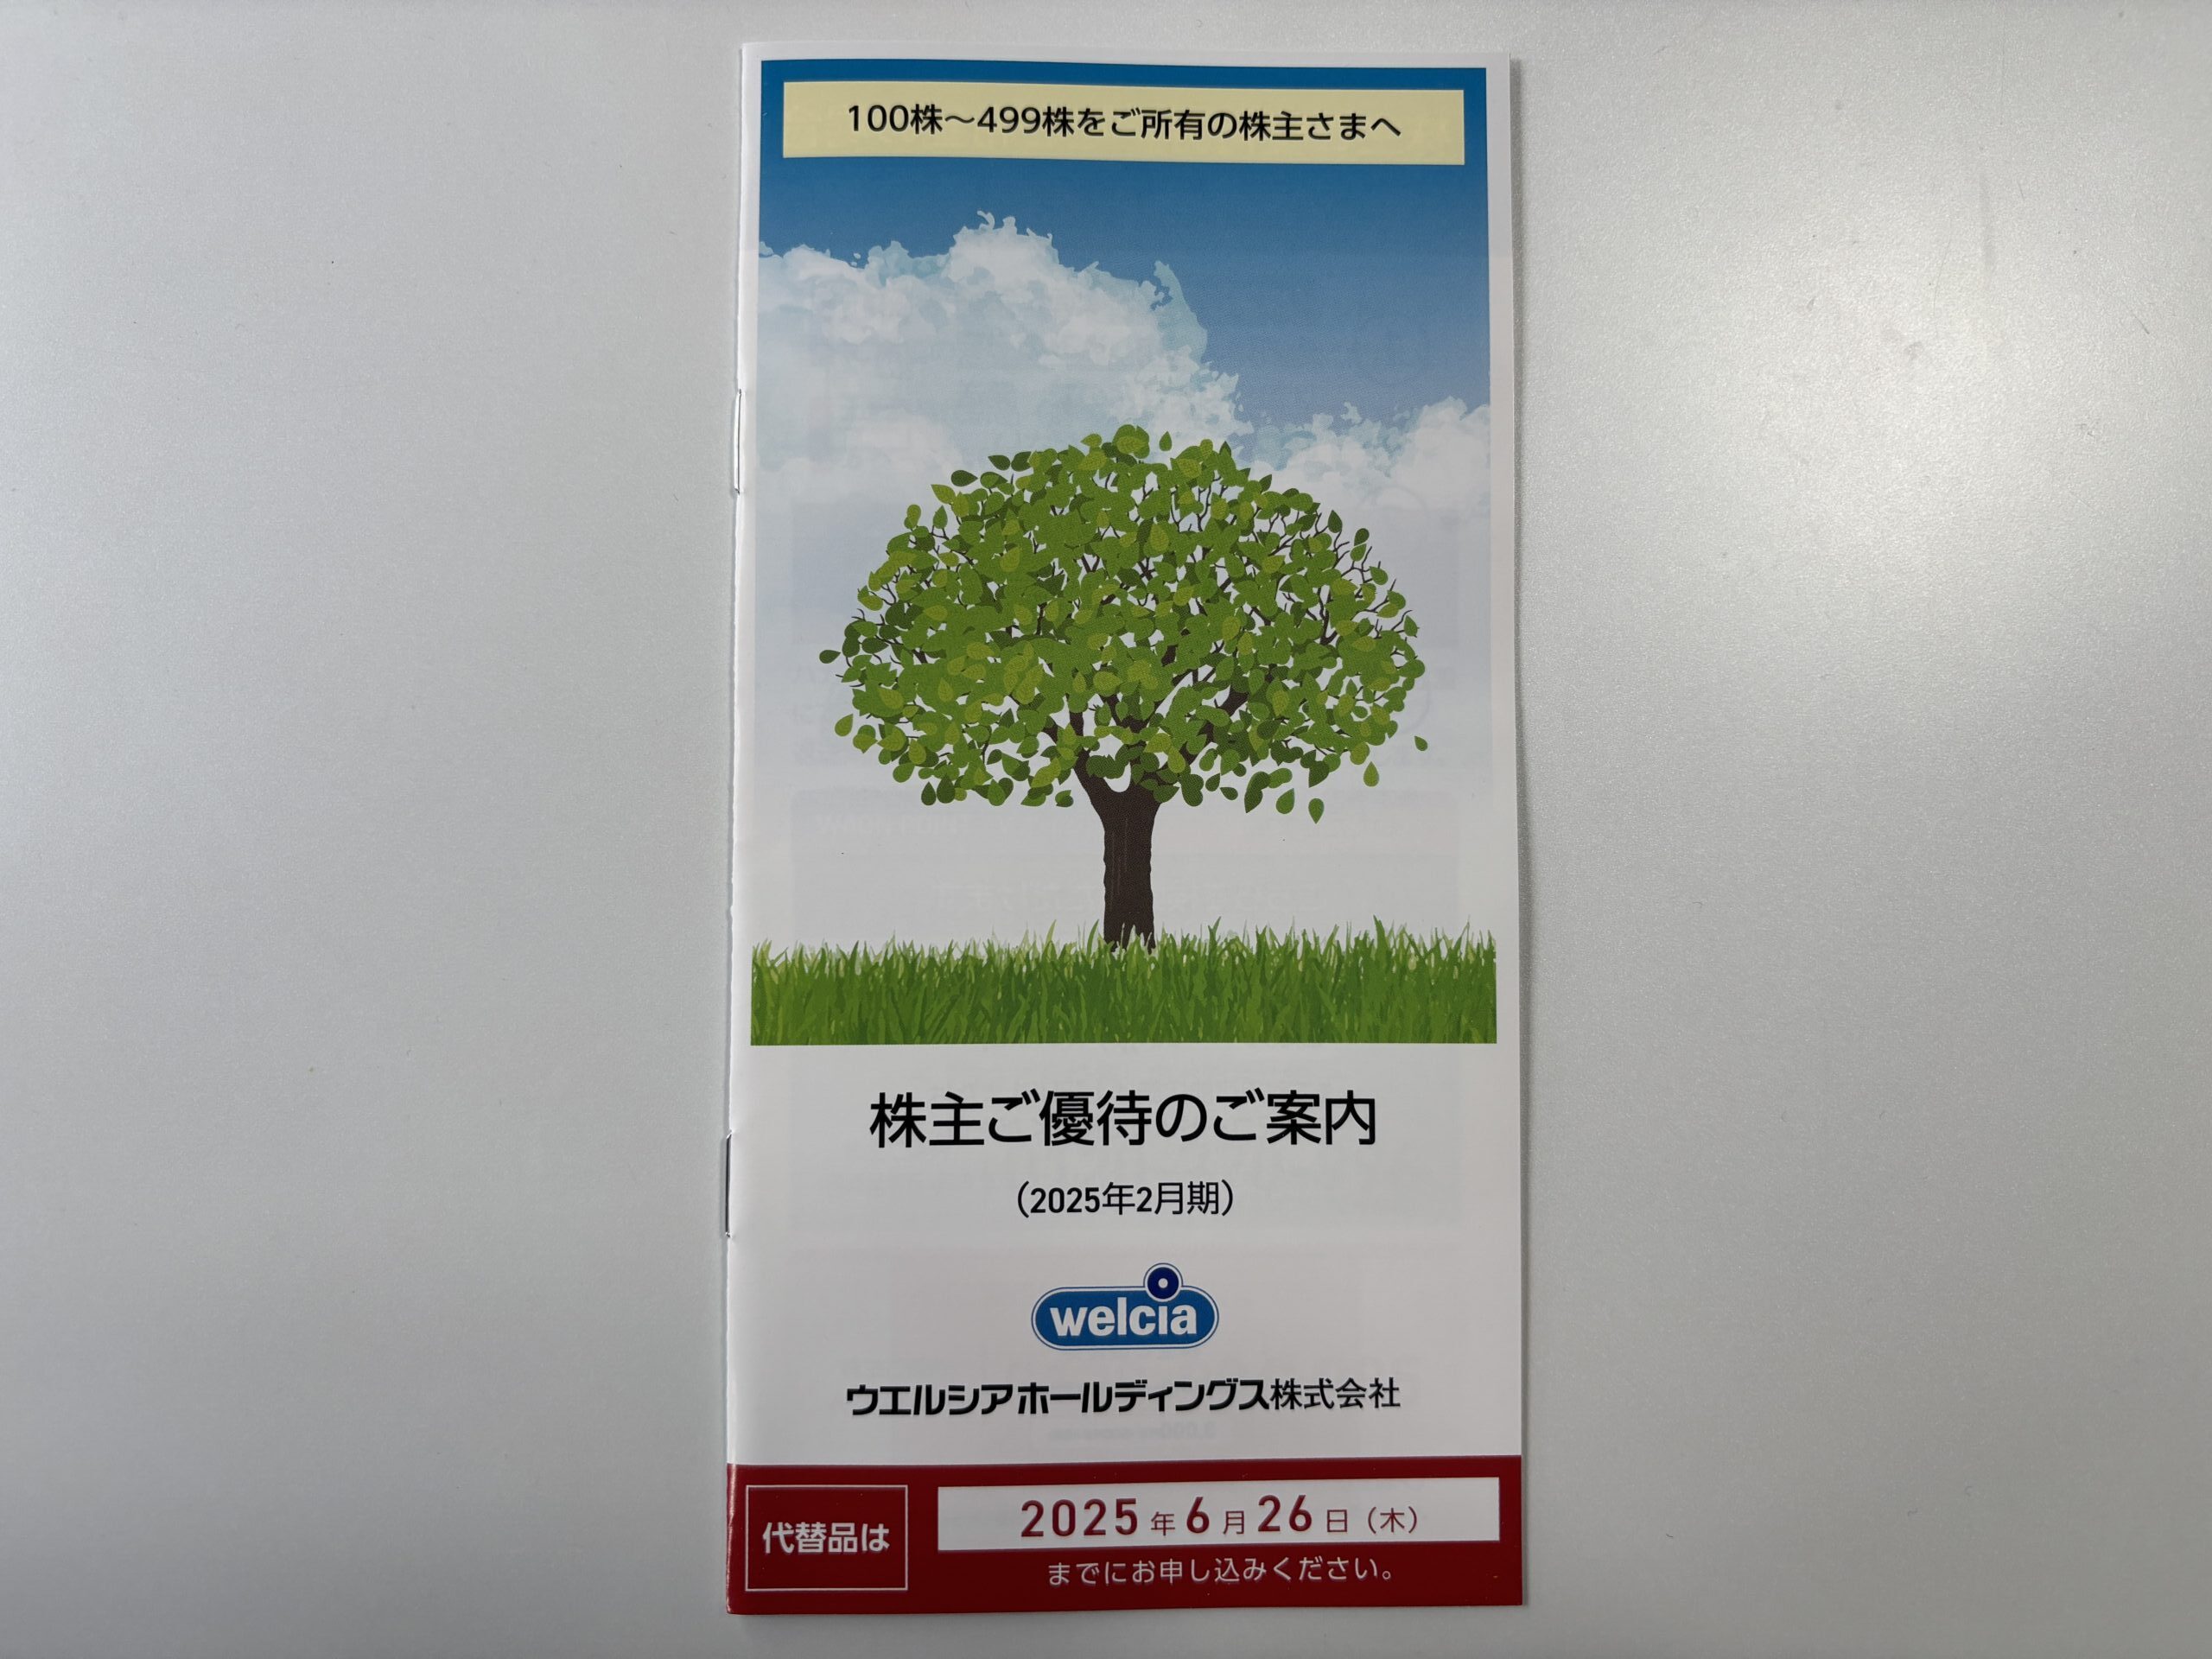 100株～499株をご所有の株主さまへ
株主ご優待のご案内
（2025年2月期）
welcia
ウエルシアホールディングス株式会社
代替品は
2025年6月26日（木）
までにお申し込みください。